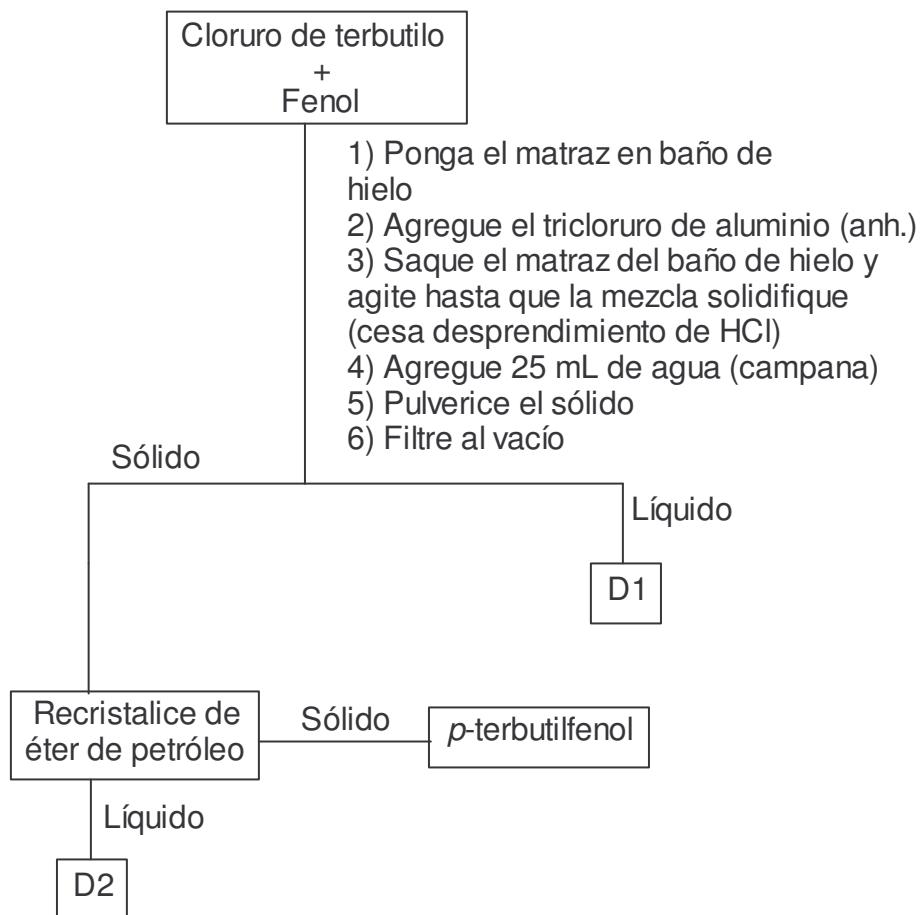 Cloruro de terbutilo
+
Fenol
1) Ponga el matraz en baño de
hielo
2) Agregue el tricloruro de aluminio (anh.)
3) Saque el matraz del baño de hielo y
agite hasta que la mezcla solidifique
(cesa desprendimiento de HCl)
4) Agregue 25 mL de agua (campana)
5) Pulverice el sólido
6) Filtre al vacío
Sólido
Líquido
D1
Recristalice de
éter de petróleo
Sólido
p-terbutilfenol
Líquido
D2